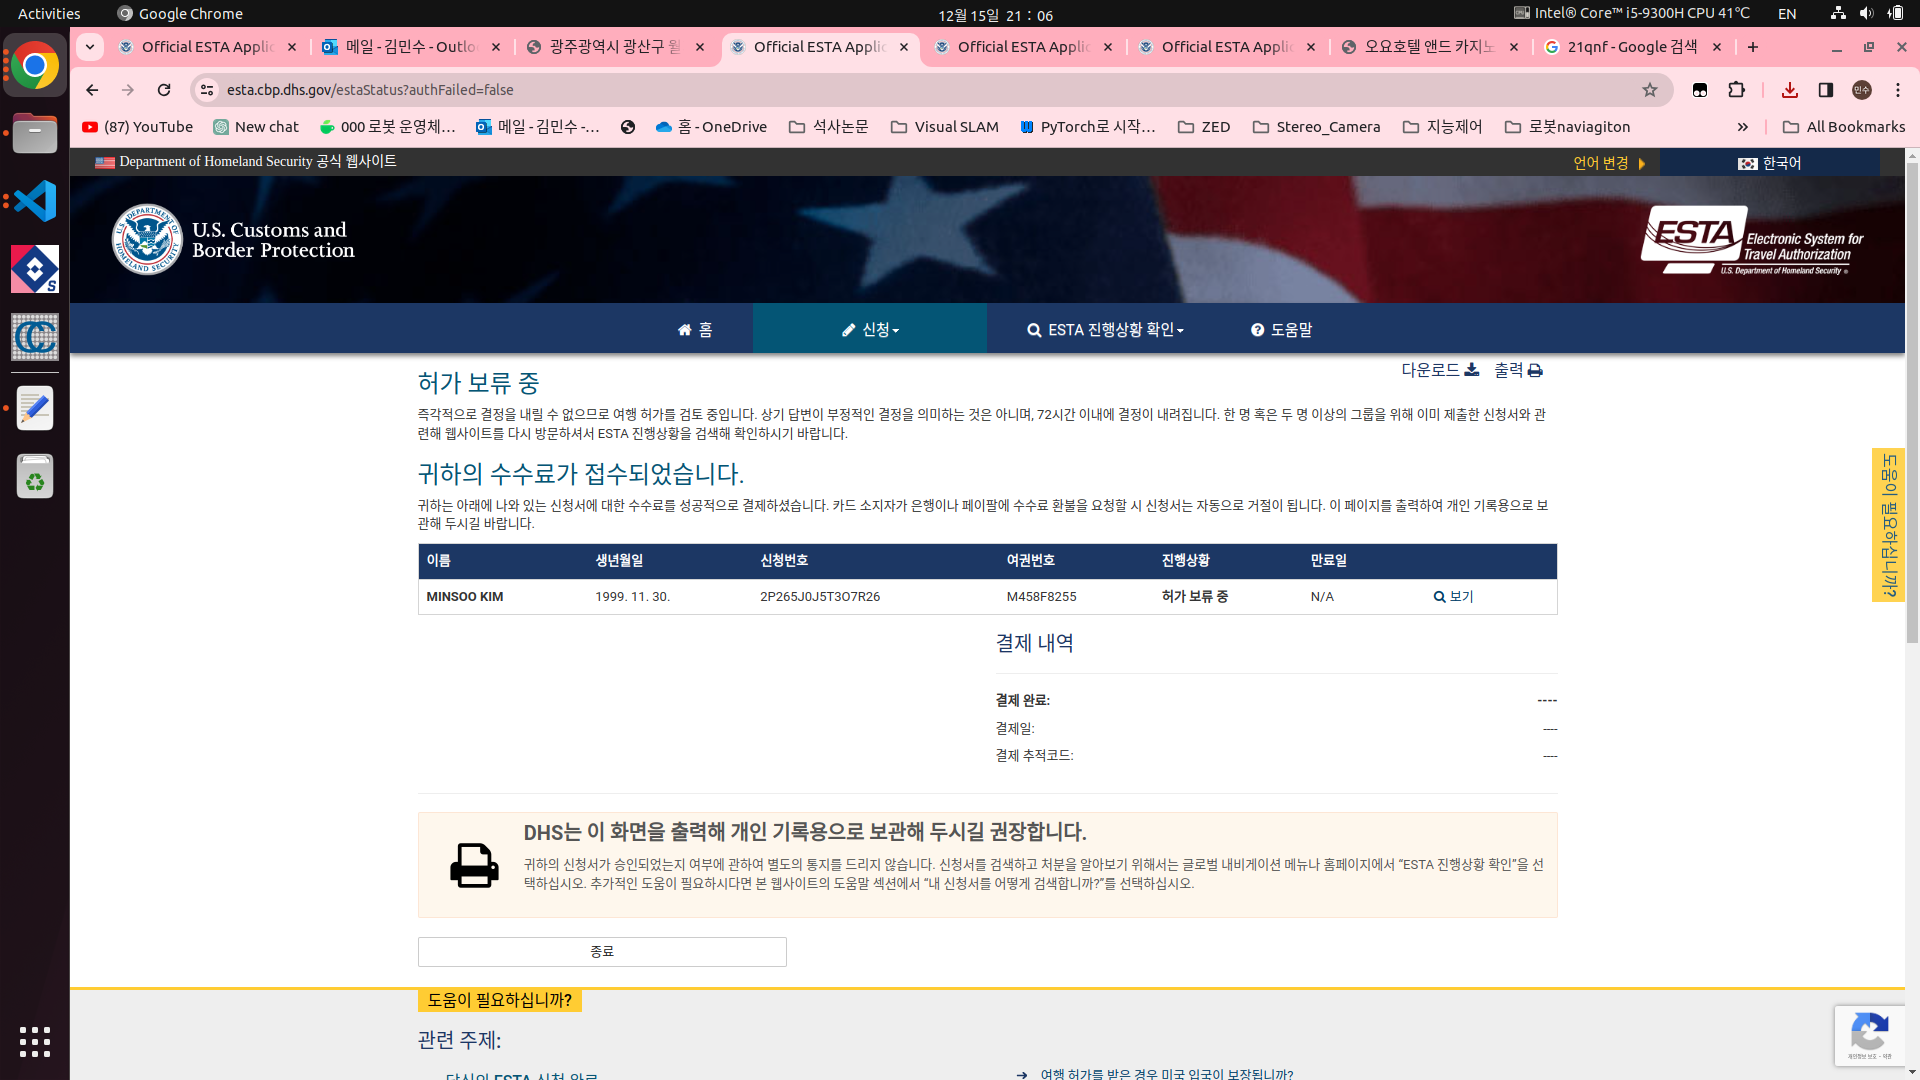 Activities
Google Chrome
12월 15일 21 : 06
Intel® Core™ i5-9300H CPU 41℃
EN
Official ESTA Applic
메일 - 김민수 - Outlo
광주광역시 광산구 월
Official ESTA Applic
Official ESTA Applic
Official ESTA Applic
오요호텔 앤드 카지노
21qnf - Google 검색
esta.cbp.dhs.gov/estaStatus?authFailed=false
민수
(87) YouTube
New chat
000 로봇 운영체…
메일 - 김민수 -…
홈 - OneDrive
석사논문
Visual SLAM
PyTorch로 시작…
ZED
Stereo_Camera
지능제어
로봇naviagiton
»
All Bookmarks
Department of Homeland Security 공식 웹사이트
언어 변경
한국어
U.S. Customs and
Border Protection
ESTA
Electronic System for
Travel Authorization
U.S. Department of Homeland Security
홈
신청
ESTA 진행상황 확인
도움말
다운로드
출력
허가 보류 중
즉각적으로 결정을 내릴 수 없으므로 여행 허가를 검토 중입니다. 상기 답변이 부정적인 결정을 의미하는 것은 아니며, 72시간 이내에 결정이 내려집니다. 한 명 혹은 두 명 이상의 그룹을 위해 이미 제출한 신청서와 관
련해 웹사이트를 다시 방문하셔서 ESTA 진행상황을 검색해 확인하시기 바랍니다.
귀하의 수수료가 접수되었습니다.
귀하는 아래에 나와 있는 신청서에 대한 수수료를 성공적으로 결제하셨습니다. 카드 소지자가 은행이나 페이팔에 수수료 환불을 요청할 시 신청서는 자동으로 거절이 됩니다. 이 페이지를 출력하여 개인 기록용으로 보
관해 두시길 바랍니다.
이름 생년월일 신청번호 여권번호 진행상황 만료일
MINSOO KIM 1999. 11. 30. 2P265J0J5T3O7R26 M458F8255 허가 보류 중 N/A 보기
결제 내역
결제 완료: ----
결제일: ----
결제 추적코드: ----
DHS는 이 화면을 출력해 개인 기록용으로 보관해 두시길 권장합니다.
귀하의 신청서가 승인되었는지 여부에 관하여 별도의 통지를 드리지 않습니다. 신청서를 검색하고 처분을 알아보기 위해서는 글로벌 내비게이션 메뉴나 홈페이지에서 “ESTA 진행상황 확인”을 선
택하십시오. 추가적인 도움이 필요하시다면 본 웹사이트의 도움말 섹션에서 “내 신청서를 어떻게 검색합니까?”를 선택하십시오.
종료
도움이 필요하십니까?
도움이 필요하십니까?
관련 주제:
당신의 ESTA 신청 완료
여행 허가를 받은 경우 미국 입국이 보장됩니까?
개인정보 보호 - 약관